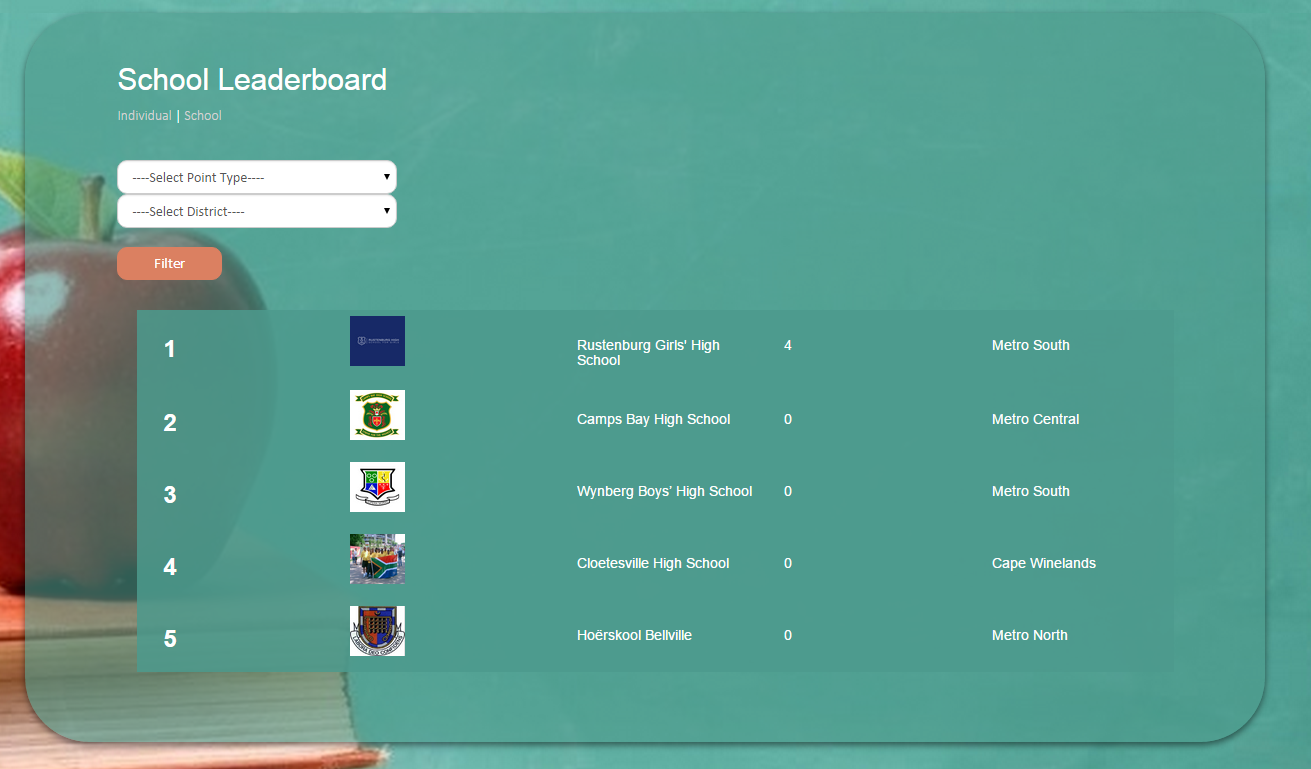 School Leaderboard
Individual | School
----Select Point Type----
----Select District----
Filter
1
Rustenburg Girls' High
School
4
Metro South
2
Camps Bay High School
0
Metro Central
3
Wynberg Boys' High School
0
Metro South
4
Cloetesville High School
0
Cape Winelands
5
Hoërskool Bellville
0
Metro North